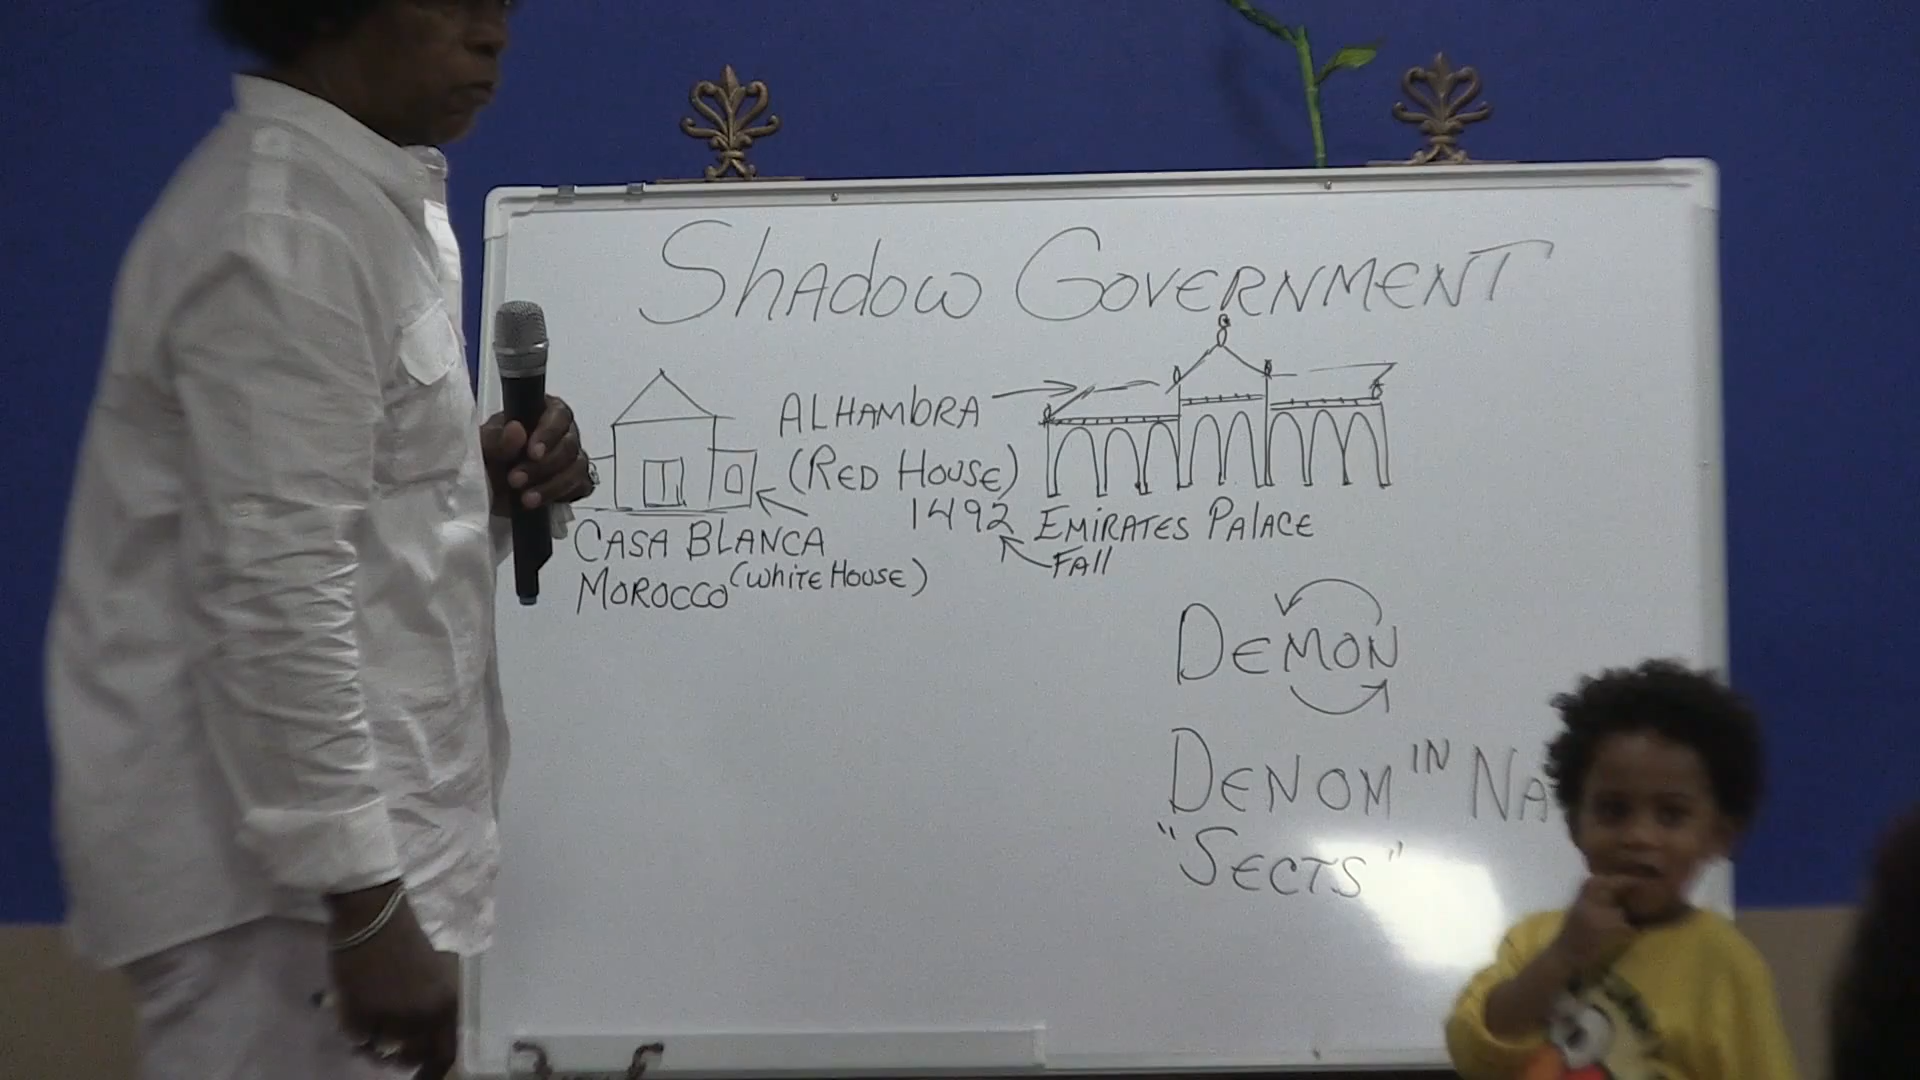 Shadow Government
ALHAMbRA
(RED HOUSE)
1492
CASA BLANCA
MOROCCO (WHITE HOUSE)
EMiRATES PALACE
FAll
DEMON
DENOM IN NA
"SECTS"